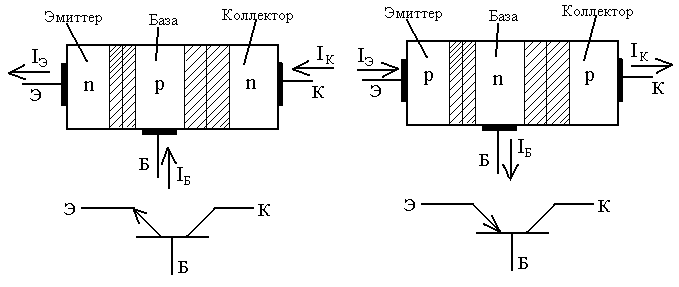 Эмиттер База Коллектор
IЭ IК
Э n p n К
Б IБ
Э К
Б
Эмиттер База Коллектор
IЭ IК
Э p n p К
Б IБ
Э К
Б